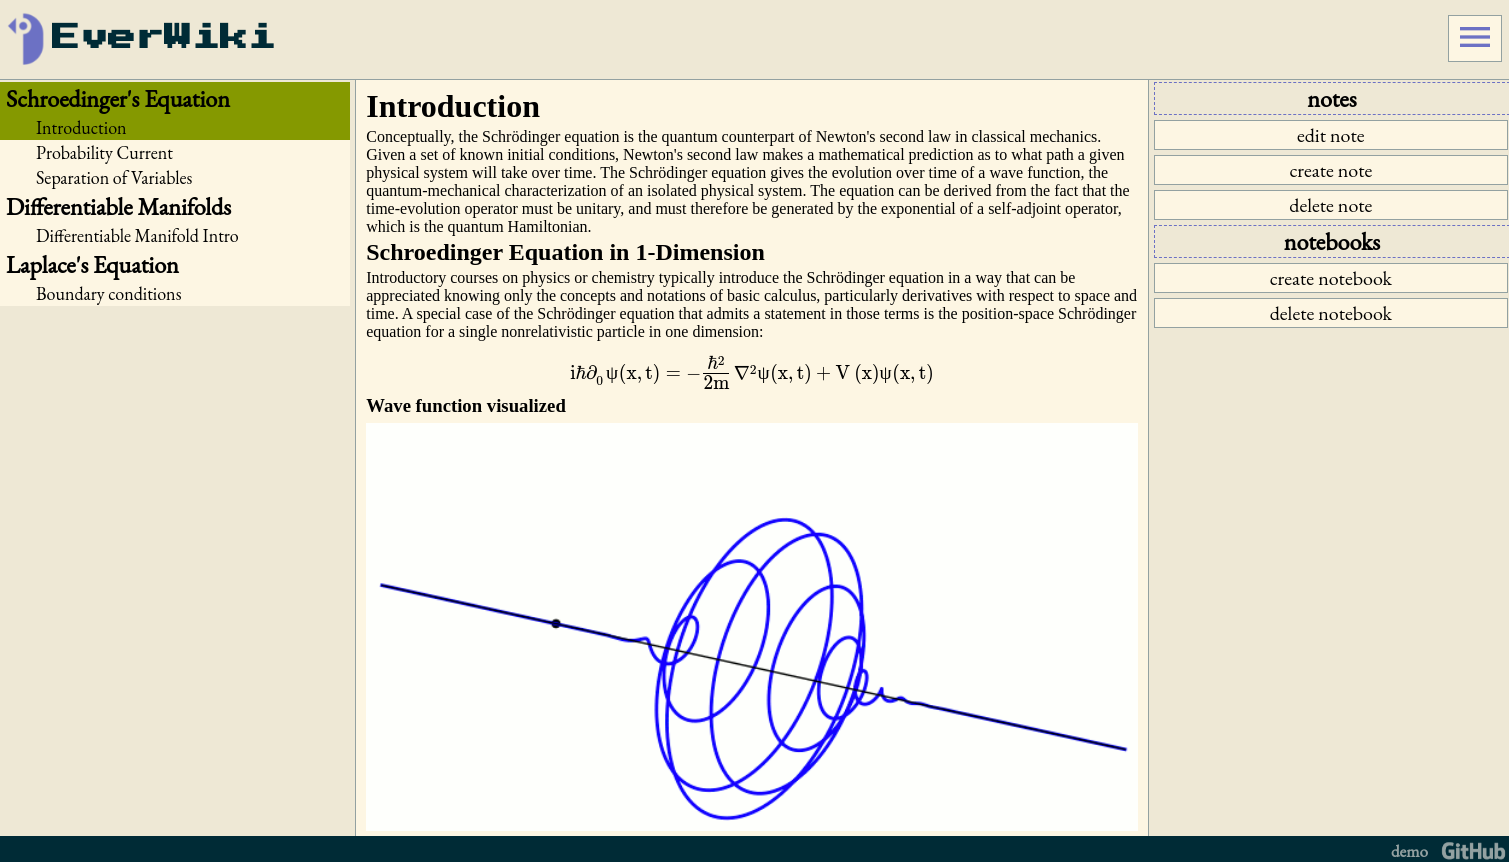 EverWiki
Schroedinger's Equation
Introduction
Probability Current
Separation of Variables
Differentiable Manifolds
Differentiable Manifold Intro
Laplace's Equation
Boundary conditions
Introduction
Conceptually, the Schrödinger equation is the quantum counterpart of Newton's second law in classical mechanics.
Given a set of known initial conditions, Newton's second law makes a mathematical prediction as to what path a given
physical system will take over time. The Schrödinger equation gives the evolution over time of a wave function, the
quantum-mechanical characterization of an isolated physical system. The equation can be derived from the fact that the
time-evolution operator must be unitary, and must therefore be generated by the exponential of a self-adjoint operator,
which is the quantum Hamiltonian.
Schroedinger Equation in 1-Dimension
Introductory courses on physics or chemistry typically introduce the Schrödinger equation in a way that can be
appreciated knowing only the concepts and notations of basic calculus, particularly derivatives with respect to space and
time. A special case of the Schrödinger equation that admits a statement in those terms is the position-space Schrödinger
equation for a single nonrelativistic particle in one dimension:
iℏ∂₀ψ(x, t) = −ℏ²/2m ∇²ψ(x, t) + V (x)ψ(x, t)
Wave function visualized
notes
edit note
create note
delete note
notebooks
create notebook
delete notebook
demo GitHub